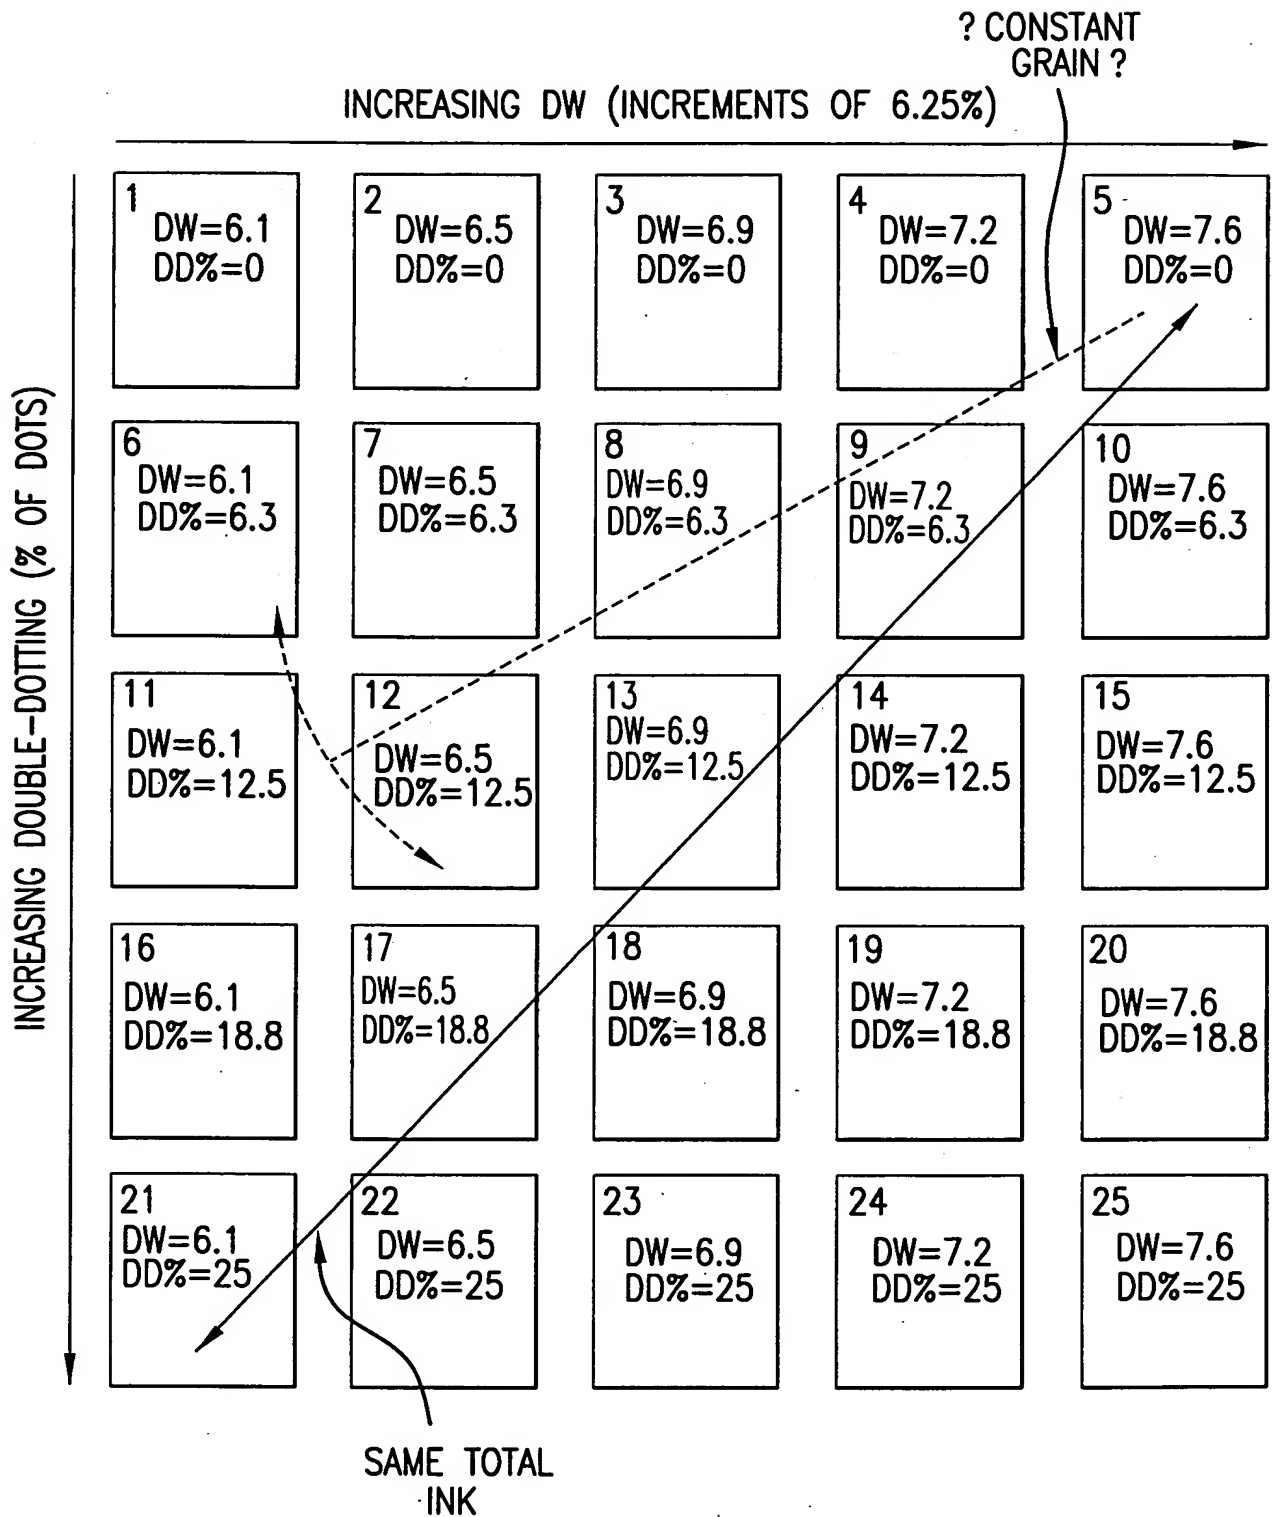 ? CONSTANT
GRAIN ?
INCREASING DW (INCREMENTS OF 6.25%)
INCREASING DOUBLE-DOTTING (% OF DOTS)
1
DW=6.1
DD%=0
2
DW=6.5
DD%=0
3
DW=6.9
DD%=0
4
DW=7.2
DD%=0
5
DW=7.6
DD%=0
6
DW=6.1
DD%=6.3
7
DW=6.5
DD%=6.3
8
DW=6.9
DD%=6.3
9
DW=7.2
DD%=6.3
10
DW=7.6
DD%=6.3
11
DW=6.1
DD%=12.5
12
DW=6.5
DD%=12.5
13
DW=6.9
DD%=12.5
14
DW=7.2
DD%=12.5
15
DW=7.6
DD%=12.5
16
DW=6.1
DD%=18.8
17
DW=6.5
DD%=18.8
18
DW=6.9
DD%=18.8
19
DW=7.2
DD%=18.8
20
DW=7.6
DD%=18.8
21
DW=6.1
DD%=25
22
DW=6.5
DD%=25
23
DW=6.9
DD%=25
24
DW=7.2
DD%=25
25
DW=7.6
DD%=25
SAME TOTAL
INK